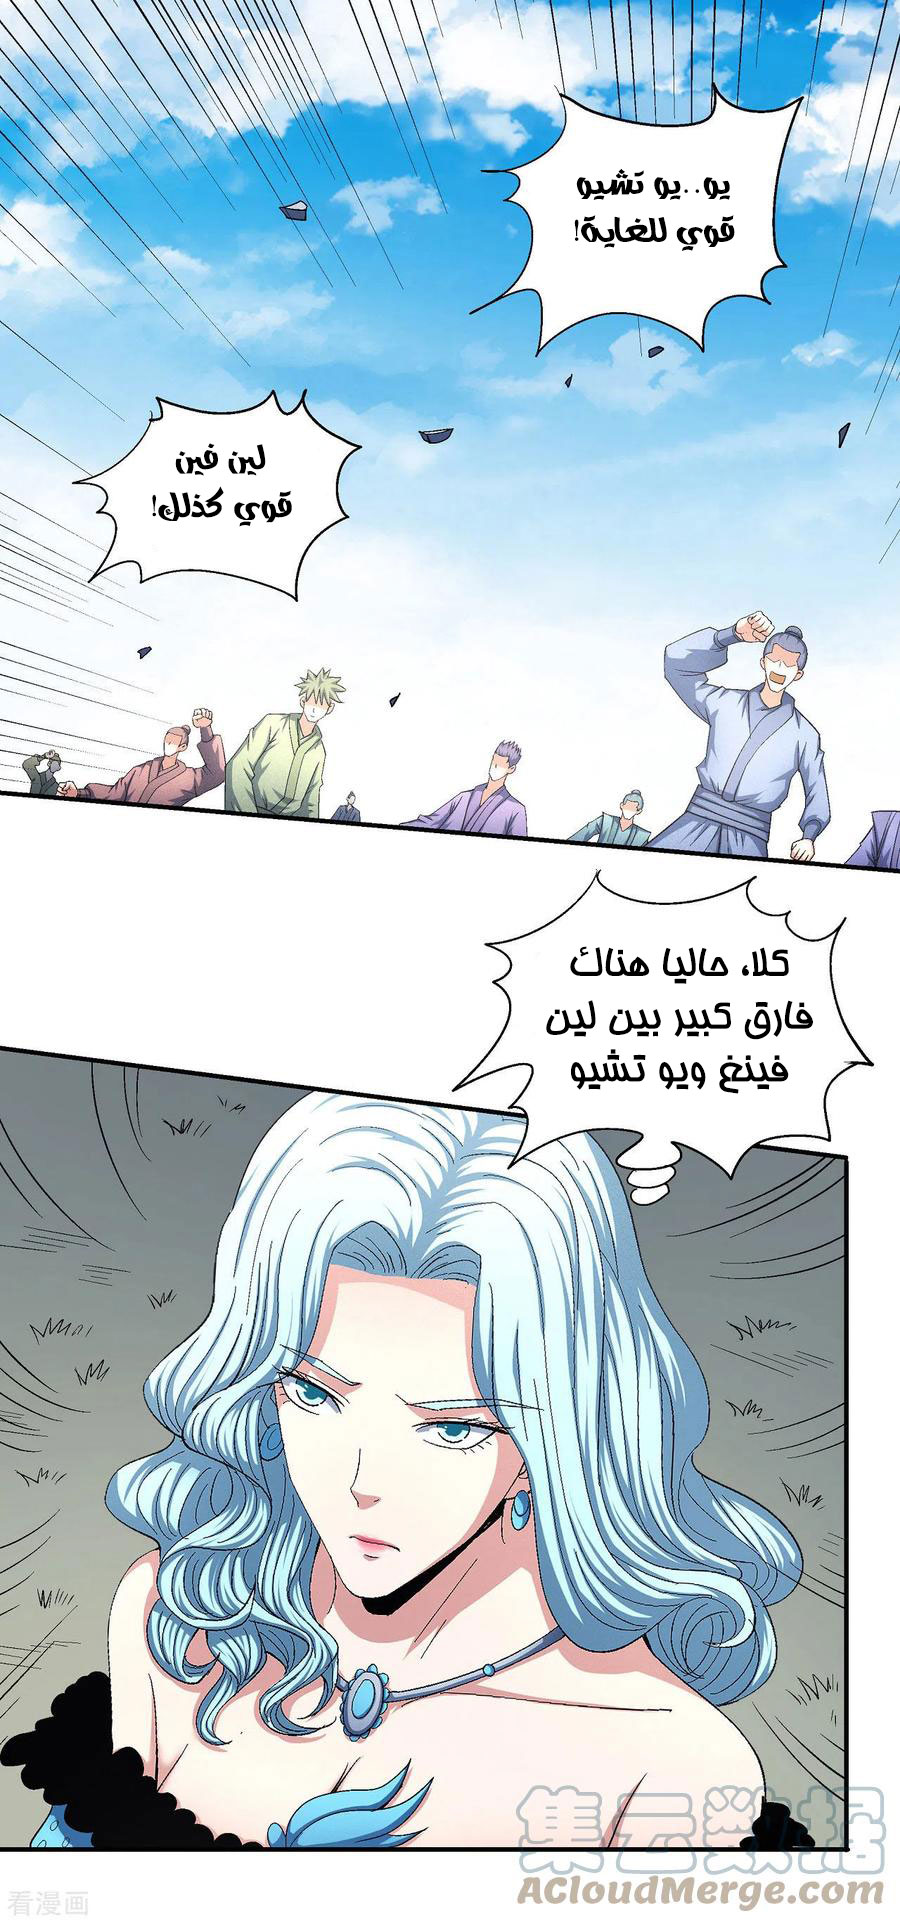 يو..يو تشيو
قوي للغاية!
لين فين
قوي كذلك!
كلا، حاليا هناك
فارق كبير بين لين
فينغ ويو تشيو
集云数据
ACloudMerge.com
看漫画